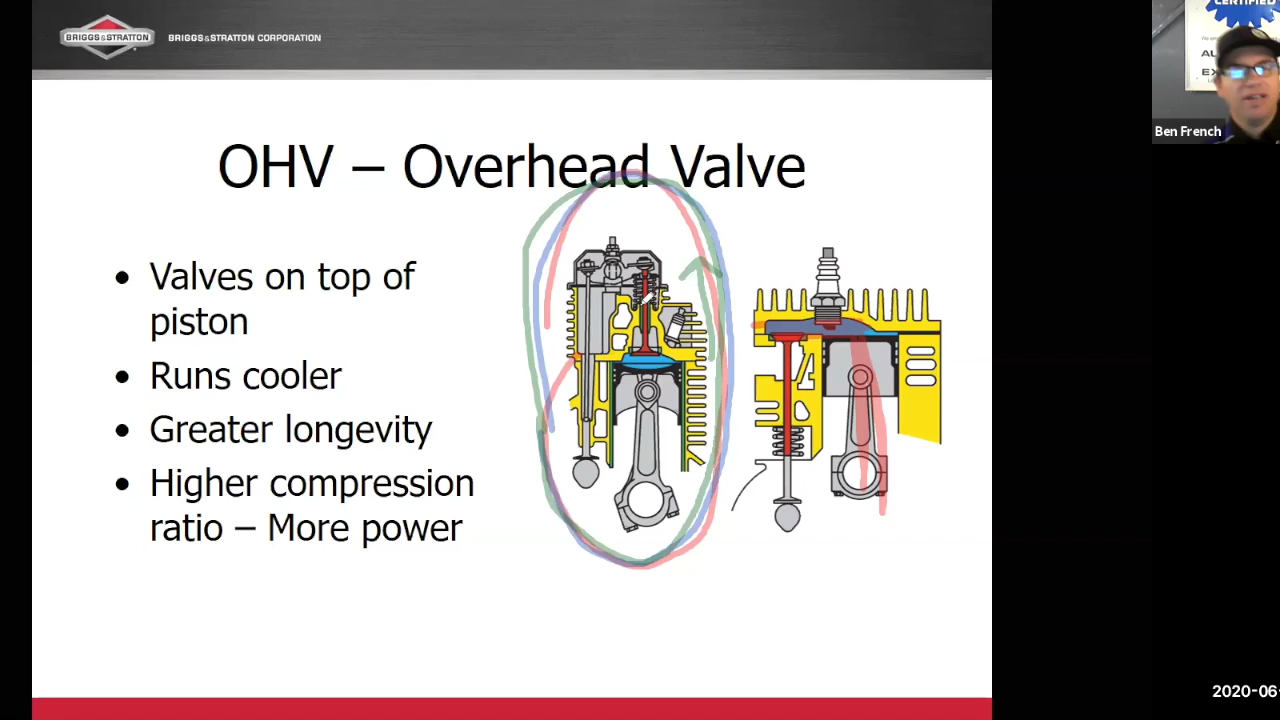 BRIGGS&STRATTON
BRIGGS&STRATTON CORPORATION
CERTIFIED
OHV – Overhead Valve
• Valves on top of
piston
• Runs cooler
• Greater longevity
• Higher compression
ratio – More power
Ben French
2020-06-